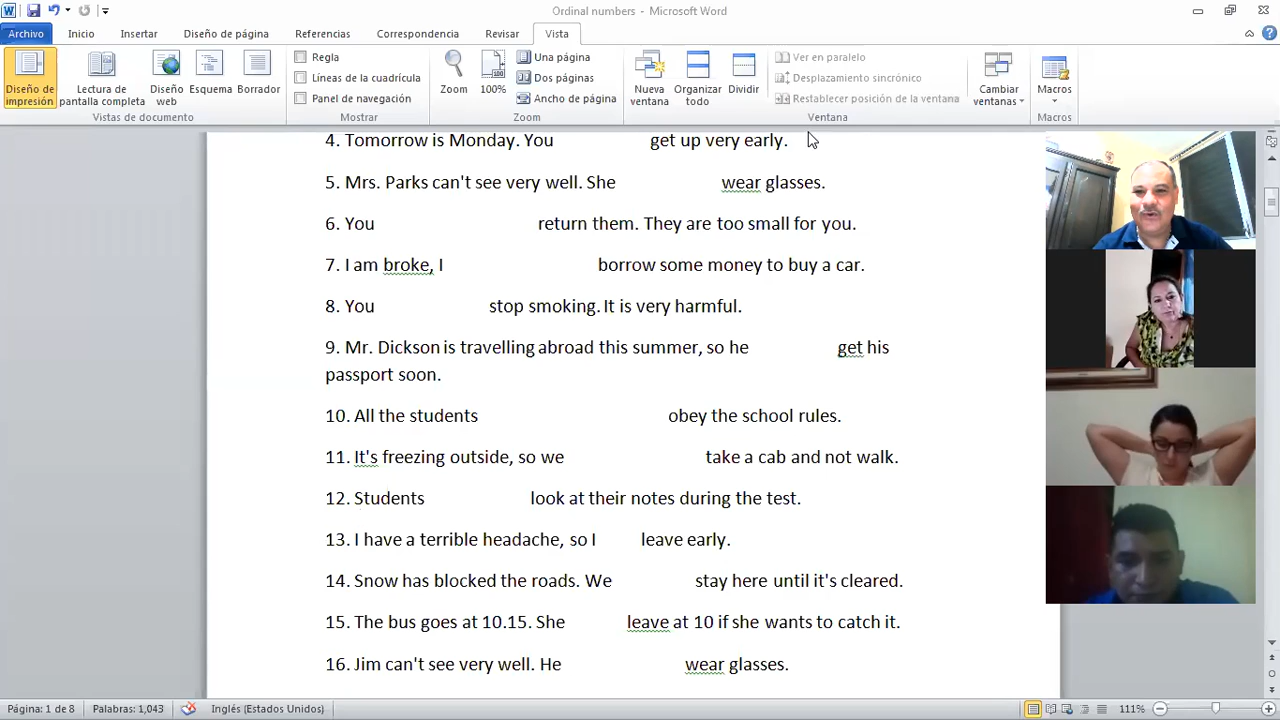 Ordinal numbers - Microsoft Word
Archivo Inicio Insertar Diseño de página Referencias Correspondencia Revisar Vista
Diseño de impresión
Lectura de pantalla completa
Diseño web
Esquema
Borrador
Vistas de documento
Regla
Líneas de la cuadrícula
Panel de navegación
Mostrar
Zoom
100%
Una página
Dos páginas
Ancho de página
Zoom
Nueva ventana
Organizar todo
Dividir
Ver en paralelo
Desplazamiento sincrónico
Restablecer posición de la ventana
Cambiar ventanas
Ventana
Macros
Macros
4. Tomorrow is Monday. You get up very early.
5. Mrs. Parks can't see very well. She wear glasses.
6. You return them. They are too small for you.
7. I am broke, I borrow some money to buy a car.
8. You stop smoking. It is very harmful.
9. Mr. Dickson is travelling abroad this summer, so he get his
passport soon.
10. All the students obey the school rules.
11. It's freezing outside, so we take a cab and not walk.
12. Students look at their notes during the test.
13. I have a terrible headache, so I leave early.
14. Snow has blocked the roads. We stay here until it's cleared.
15. The bus goes at 10.15. She leave at 10 if she wants to catch it.
16. Jim can't see very well. He wear glasses.
Página: 1 de 8 Palabras: 1,043 Inglés (Estados Unidos) 111%